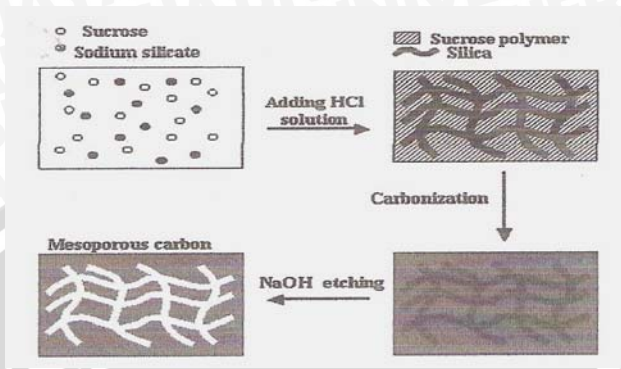 Sucrose
Sodium silicate
Sucrose polymer
Silica
Adding HCl
solution
Carbonization
Mesoporous carbon
NaOH etching